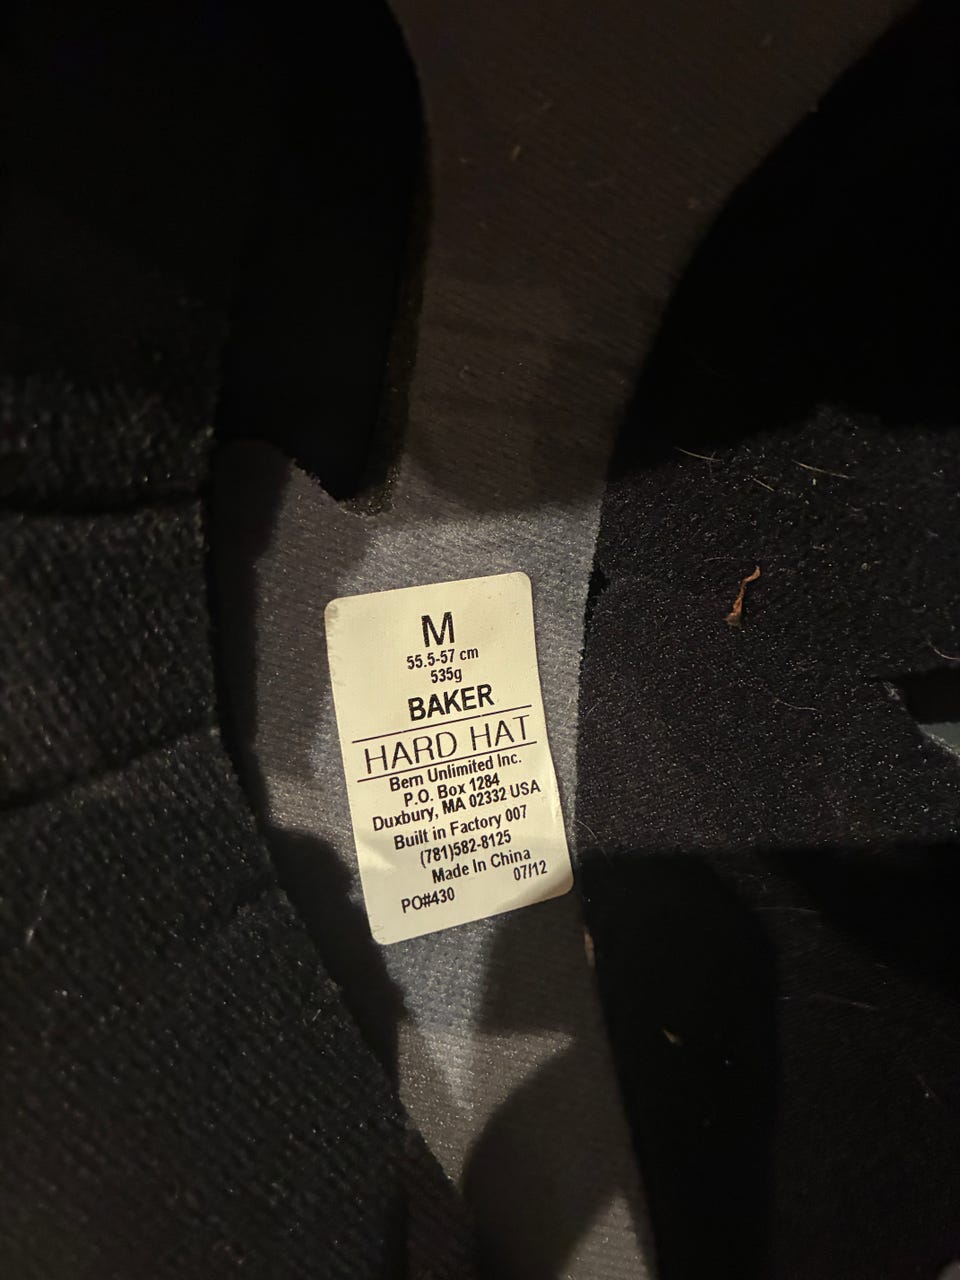 M
55.5-57 cm
535g
BAKER
HARD HAT
Bern Unlimited Inc.
P.O. Box 1284
Duxbury, MA 02332 USA
Built in Factory 007
(781)582-8125
Made In China
07/12
PO#430